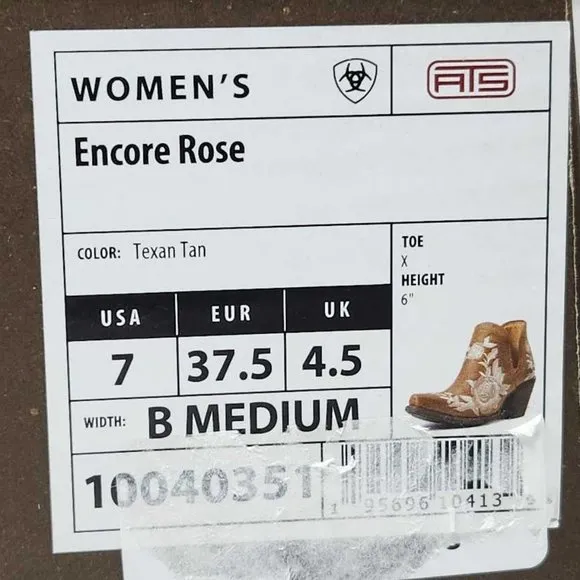 WOMEN'S
ATS
Encore Rose
COLOR: Texan Tan
TOE
X
HEIGHT
6"
USA EUR UK
7 37.5 4.5
WIDTH: B MEDIUM
10040351
1 95696 10413